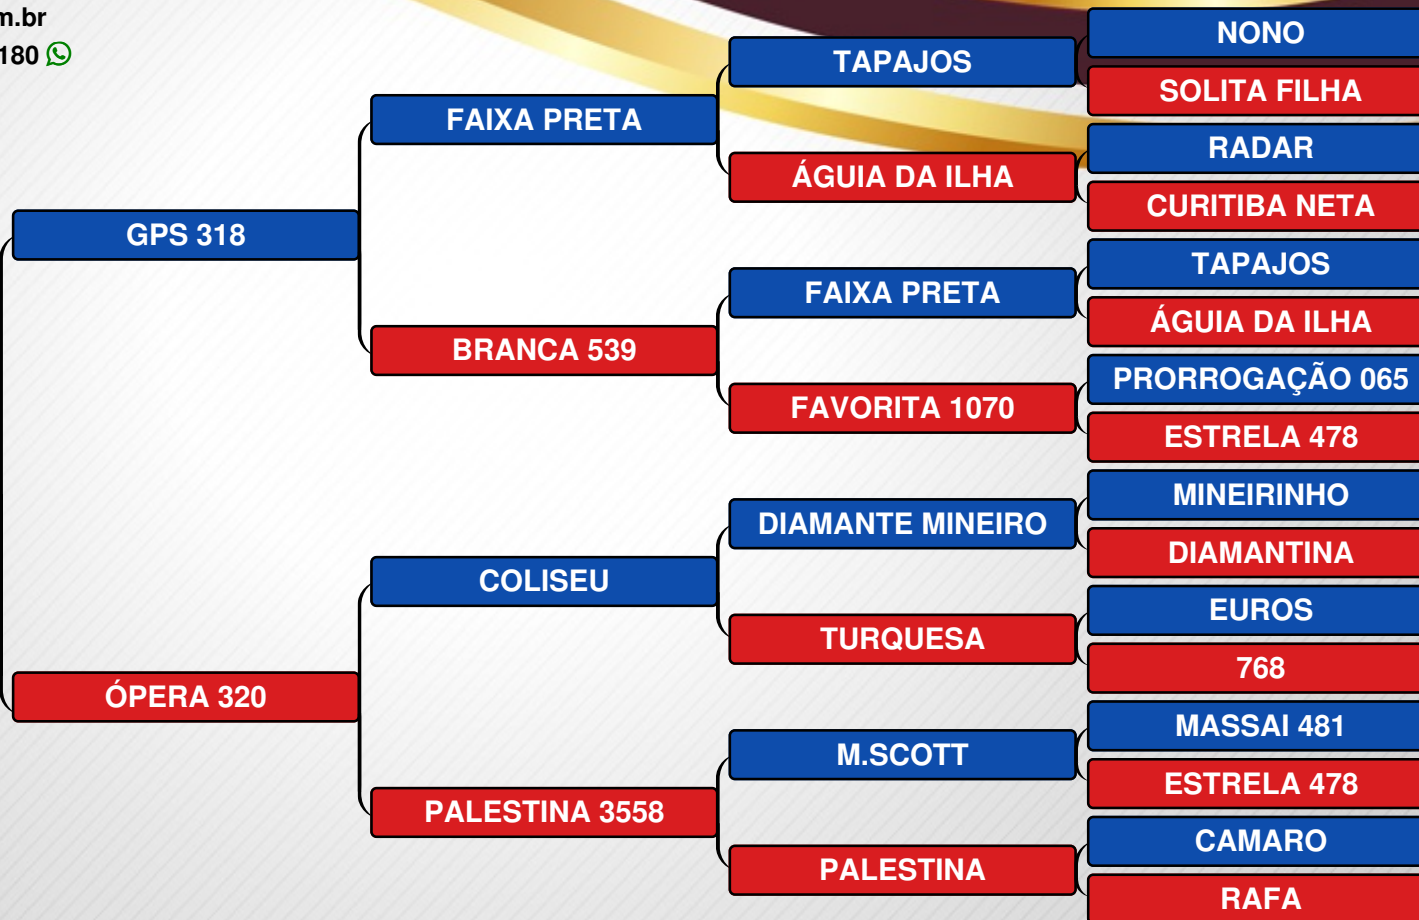 m.br
180
NONO
TAPAJOS
SOLITA FILHA
FAIXA PRETA
RADAR
ÁGUIA DA ILHA
CURITIBA NETA
GPS 318
TAPAJOS
FAIXA PRETA
ÁGUIA DA ILHA
BRANCA 539
PRORROGAÇÃO 065
FAVORITA 1070
ESTRELA 478
MINEIRINHO
DIAMANTE MINEIRO
DIAMANTINA
COLISEU
EUROS
TURQUESA
768
ÓPERA 320
MASSAI 481
M.SCOTT
ESTRELA 478
PALESTINA 3558
CAMARO
PALESTINA
RAFA